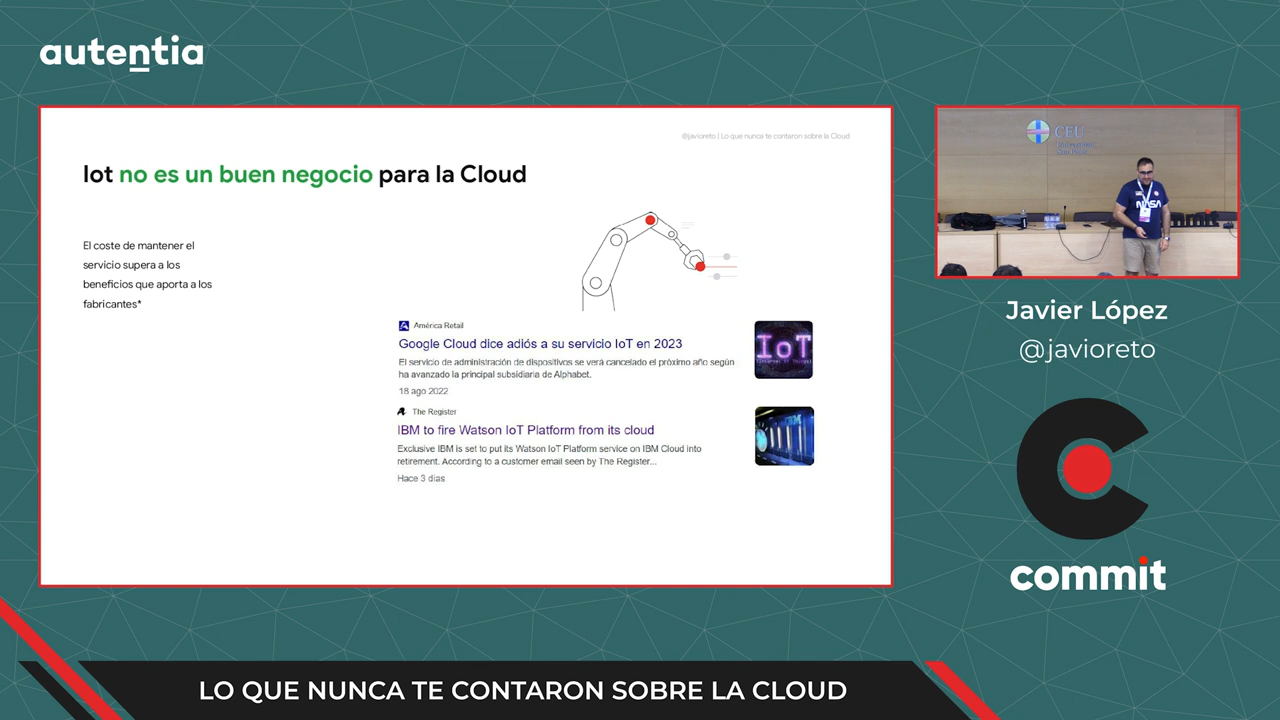 autentia
@javioreto | Lo que nunca te contaron sobre la Cloud
Iot no es un buen negocio para la Cloud
El coste de mantener el
servicio supera a los
beneficios que aporta a los
fabricantes*
América Retail
Google Cloud dice adiós a su servicio IoT en 2023
El servicio de administración de dispositivos se verá cancelado el próximo año según
ha avanzado la principal subsidiaria de Alphabet.
18 ago 2022
IoT
The Register
IBM to fire Watson IoT Platform from its cloud
Exclusive IBM is set to put its Watson IoT Platform service on IBM Cloud into
retirement. According to a customer email seen by The Register...
Hace 3 días
IBM
CEU
NASA
Javier López
@javioreto
commit
LO QUE NUNCA TE CONTARON SOBRE LA CLOUD